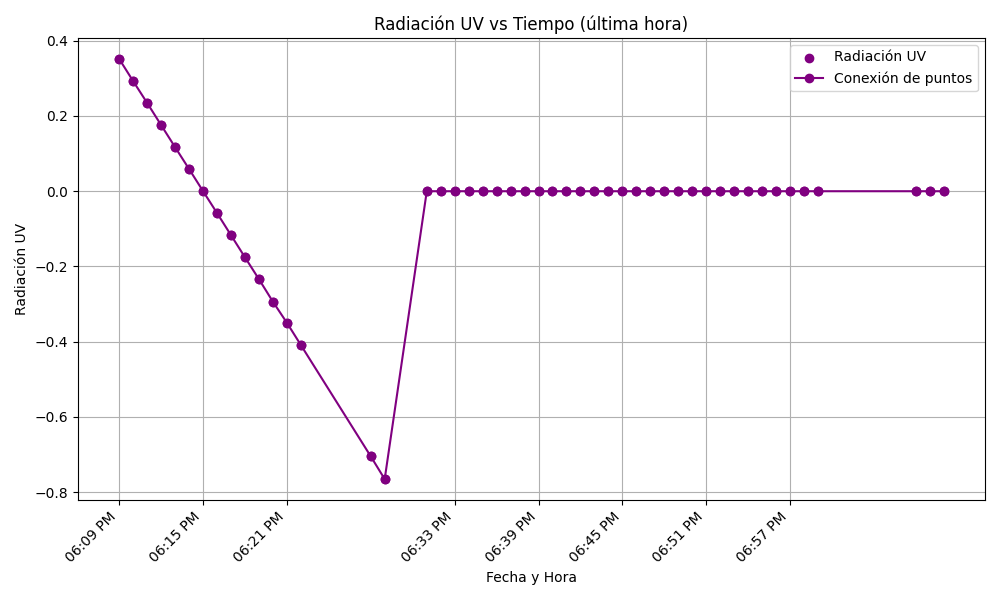 Radiación UV vs Tiempo (última hora)
Radiación UV
Conexión de puntos
Radiación UV
0.4
0.2
0.0
−0.2
−0.4
−0.6
−0.8
06:09 PM
06:15 PM
06:21 PM
06:33 PM
06:39 PM
06:45 PM
06:51 PM
06:57 PM
Fecha y Hora